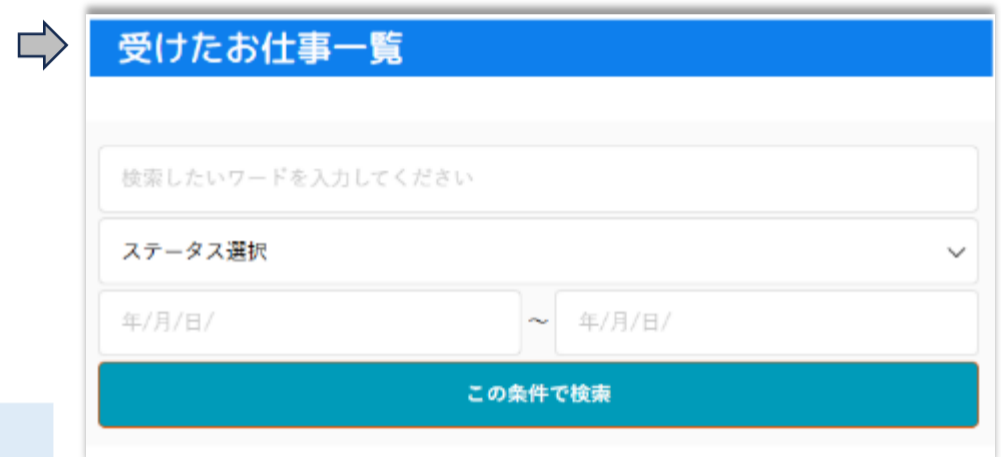 受けたお仕事一覧
検索したいワードを入力してください
ステータス選択
年/月/日/ ～ 年/月/日/
この条件で検索